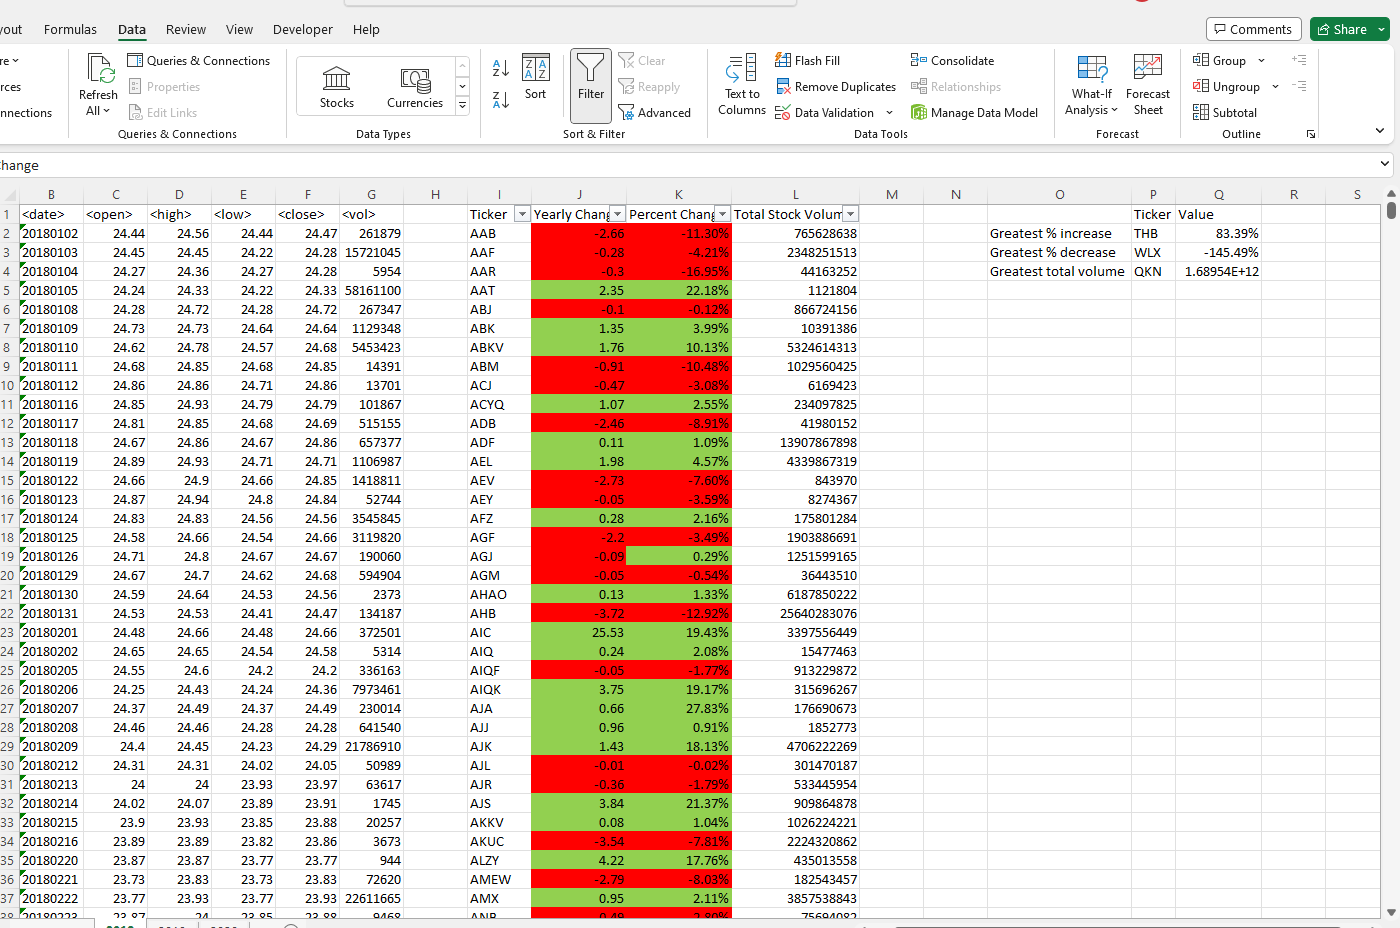 yout Formulas Data Review View Developer Help Comments Share
Queries & Connections
Properties
Edit Links
Refresh All
nnections
Queries & Connections
Stocks Currencies
Data Types
Sort Filter
Clear
Reapply
Advanced
Sort & Filter
Text to Columns
Flash Fill
Remove Duplicates
Data Validation
Consolidate
Relationships
Manage Data Model
Data Tools
What-If Analysis Forecast Sheet
Forecast
Group
Ungroup
Subtotal
Outline
hange
B C D E F G H I J K L M N O P Q R S
1 <date> <open> <high> <low> <close> <vol> Ticker Yearly Chang Percent Chang Total Stock Volum Ticker Value
2 20180102 24.44 24.56 24.44 24.47 261879 AAB -2.66 -11.30% 765628638 Greatest % increase THB 83.39%
3 20180103 24.45 24.45 24.22 24.28 15721045 AAF -0.28 -4.21% 2348251513 Greatest % decrease WLX -145.49%
4 20180104 24.27 24.36 24.27 24.28 5954 AAR -0.3 -16.95% 44163252 Greatest total volume QKN 1.68954E+12
5 20180105 24.24 24.33 24.22 24.33 58161100 AAT 2.35 22.18% 1121804
6 20180108 24.28 24.72 24.28 24.72 267347 ABJ -0.1 -0.12% 866724156
7 20180109 24.73 24.73 24.64 24.64 1129348 ABK 1.35 3.99% 10391386
8 20180110 24.62 24.78 24.57 24.68 5453423 ABKV 1.76 10.13% 5324614313
9 20180111 24.68 24.85 24.68 24.85 14391 ABM -0.91 -10.48% 1029560425
10 20180112 24.86 24.86 24.71 24.86 13701 ACJ -0.47 -3.08% 6169423
11 20180116 24.85 24.93 24.79 24.79 101867 ACYQ 1.07 2.55% 234097825
12 20180117 24.81 24.85 24.68 24.69 515155 ADB -2.46 -8.91% 41980152
13 20180118 24.67 24.86 24.67 24.86 657377 ADF 0.11 1.09% 13907867898
14 20180119 24.89 24.93 24.71 24.71 1106987 AEL 1.98 4.57% 4339867319
15 20180122 24.66 24.9 24.66 24.85 1418811 AEV -2.73 -7.60% 843970
16 20180123 24.87 24.94 24.8 24.84 52744 AEY -0.05 -3.59% 8274367
17 20180124 24.83 24.83 24.56 24.56 3545845 AFZ 0.28 2.16% 175801284
18 20180125 24.58 24.66 24.54 24.66 3119820 AGF -2.2 -3.49% 1903886691
19 20180126 24.71 24.8 24.67 24.67 190060 AGJ -0.09 0.29% 1251599165
20 20180129 24.67 24.7 24.62 24.68 594904 AGM -0.05 -0.54% 36443510
21 20180130 24.59 24.64 24.53 24.56 2373 AHAO 0.13 1.33% 6187850222
22 20180131 24.53 24.53 24.41 24.47 134187 AHB -3.72 -12.92% 25640283076
23 20180201 24.48 24.66 24.48 24.66 372501 AIC 25.53 19.43% 3397556449
24 20180202 24.65 24.65 24.54 24.58 5314 AIQ 0.24 2.08% 15477463
25 20180205 24.55 24.6 24.2 24.2 336163 AIQF -0.05 -1.77% 913229872
26 20180206 24.25 24.43 24.24 24.36 7973461 AIQK 3.75 19.17% 315696267
27 20180207 24.37 24.49 24.37 24.49 230014 AJA 0.66 27.83% 176690673
28 20180208 24.46 24.46 24.28 24.28 641540 AJJ 0.96 0.91% 1852773
29 20180209 24.4 24.45 24.23 24.29 21786910 AJK 1.43 18.13% 4706222269
30 20180212 24.31 24.31 24.02 24.05 50989 AJL -0.01 -0.02% 301470187
31 20180213 24 24 23.93 23.97 63617 AJR -0.36 -1.79% 533445954
32 20180214 24.02 24.07 23.89 23.91 1745 AJS 3.84 21.37% 909864878
33 20180215 23.9 23.93 23.85 23.88 20257 AKKV 0.08 1.04% 1026224221
34 20180216 23.89 23.89 23.82 23.86 3673 AKUC -3.54 -7.81% 2224320862
35 20180220 23.87 23.87 23.77 23.77 944 ALZY 4.22 17.76% 435013558
36 20180221 23.73 23.83 23.73 23.83 72620 AMEW -2.79 -8.03% 182543457
37 20180222 23.77 23.93 23.77 23.93 22611665 AMX 0.95 2.11% 3857538843